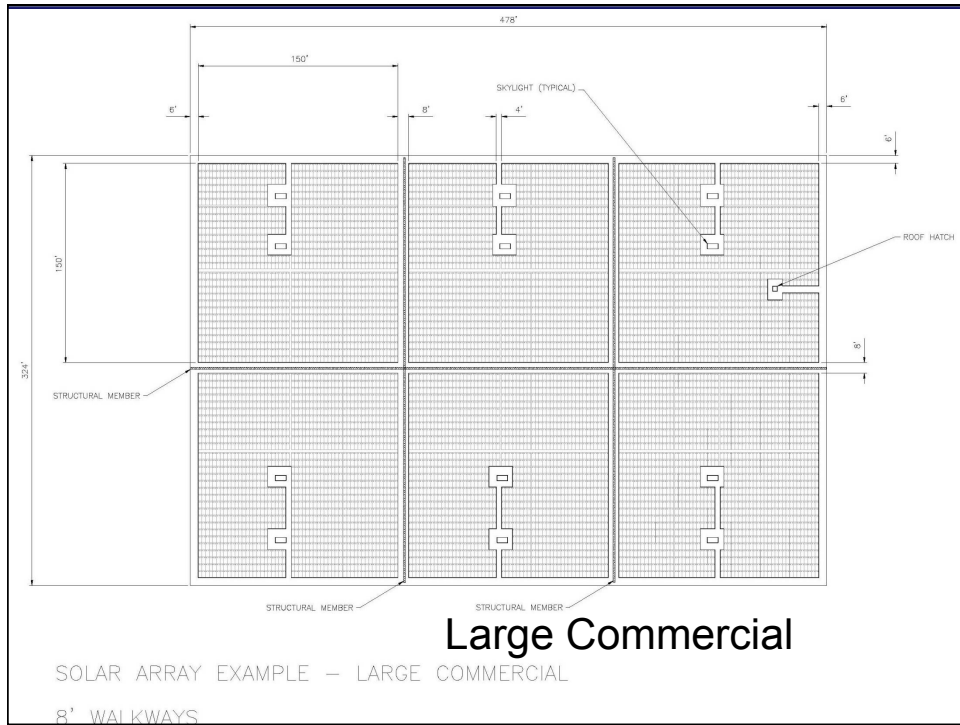 478'
150'
SKYLIGHT (TYPICAL)
6'
8'
4'
6'
6'
ROOF HATCH
150'
324'
8'
STRUCTURAL MEMBER
STRUCTURAL MEMBER
STRUCTURAL MEMBER
Large Commercial
SOLAR ARRAY EXAMPLE – LARGE COMMERCIAL
8' WALKWAYS